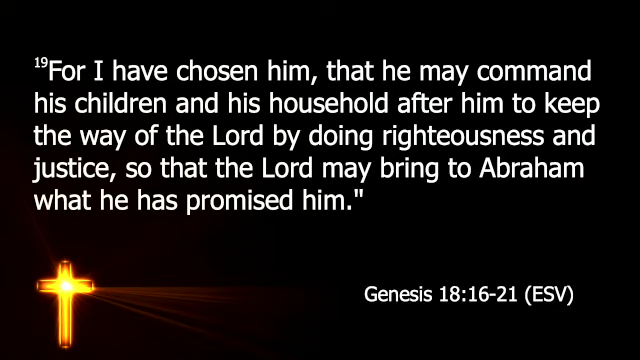 19For I have chosen him, that he may command
his children and his household after him to keep
the way of the Lord by doing righteousness and
justice, so that the Lord may bring to Abraham
what he has promised him."
Genesis 18:16-21 (ESV)